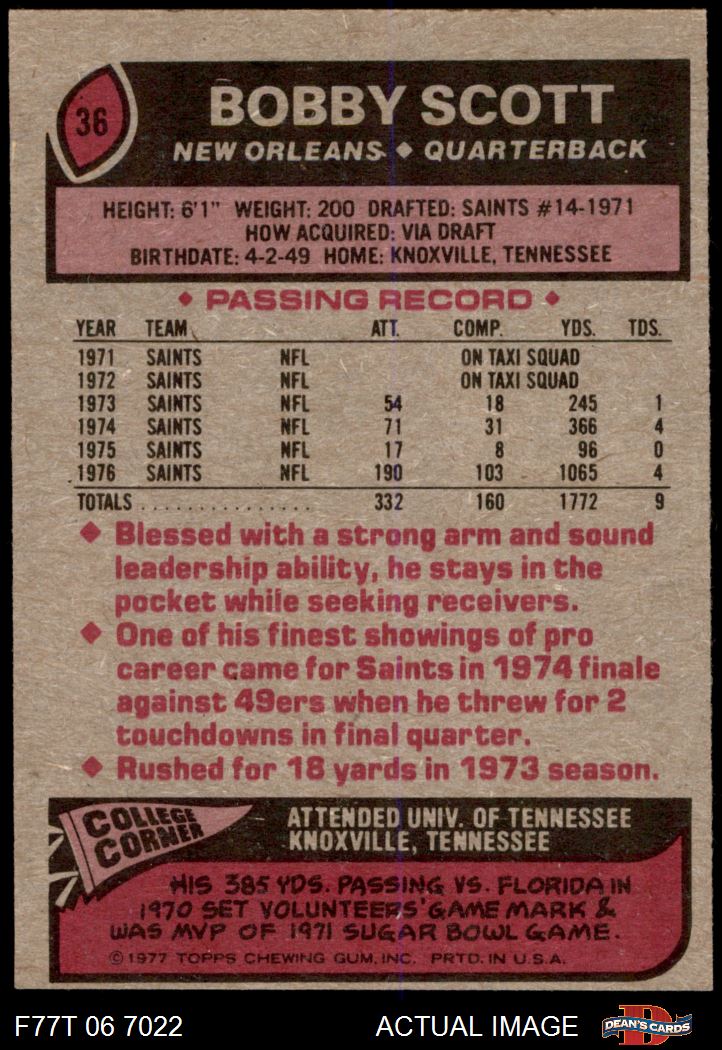 36
BOBBY SCOTT
NEW ORLEANS ♦ QUARTERBACK
HEIGHT: 6'1" WEIGHT: 200 DRAFTED: SAINTS #14-1971
HOW ACQUIRED: VIA DRAFT
BIRTHDATE: 4-2-49 HOME: KNOXVILLE, TENNESSEE
♦ PASSING RECORD ♦
YEAR TEAM ATT. COMP. YDS. TDS.
1971 SAINTS NFL ON TAXI SQUAD
1972 SAINTS NFL ON TAXI SQUAD
1973 SAINTS NFL 54 18 245 1
1974 SAINTS NFL 71 31 366 4
1975 SAINTS NFL 17 8 96 0
1976 SAINTS NFL 190 103 1065 4
TOTALS . . . . . . . . . . . . . . . 332 160 1772 9
♦ Blessed with a strong arm and sound
leadership ability, he stays in the
pocket while seeking receivers.
♦ One of his finest showings of pro
career came for Saints in 1974 finale
against 49ers when he threw for 2
touchdowns in final quarter.
♦ Rushed for 18 yards in 1973 season.
COLLEGE
CORNER
ATTENDED UNIV. OF TENNESSEE
KNOXVILLE, TENNESSEE
HIS 385 YDS. PASSING VS. FLORIDA IN
1970 SET VOLUNTEERS' GAME MARK &
WAS MVP OF 1971 SUGAR BOWL GAME.
© 1977 TOPPS CHEWING GUM, INC. PRTD. IN U.S.A.
F77T 06 7022 ACTUAL IMAGE
D
DEAN'S CARDS